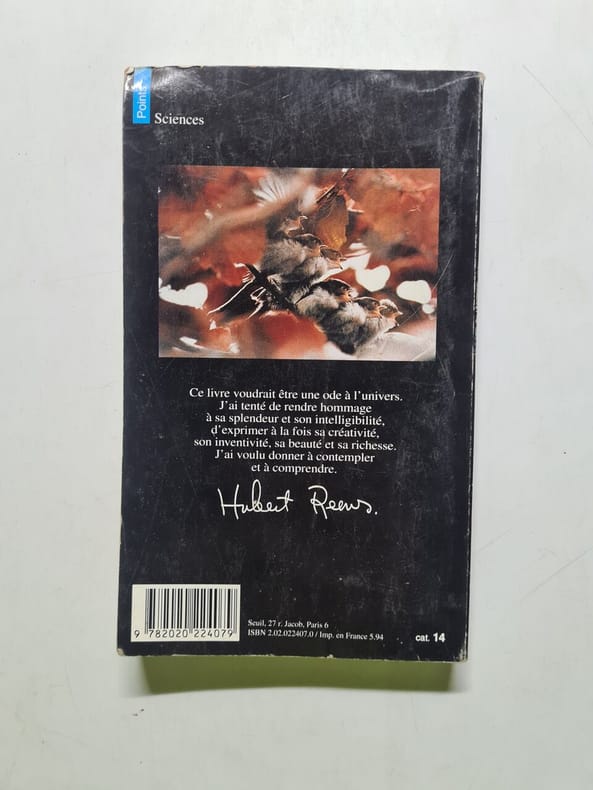 Points
Sciences
Ce livre voudrait être une ode à l'univers.
J'ai tenté de rendre hommage
à sa splendeur et son intelligibilité,
d'exprimer à la fois sa créativité,
son inventivité, sa beauté et sa richesse.
J'ai voulu donner à contempler
et à comprendre.
Hubert Reeves.
9 782020 224079
Seuil, 27 r. Jacob, Paris 6
ISBN 2.02.022407.0 / Imp. en France 5.94
cat. 14